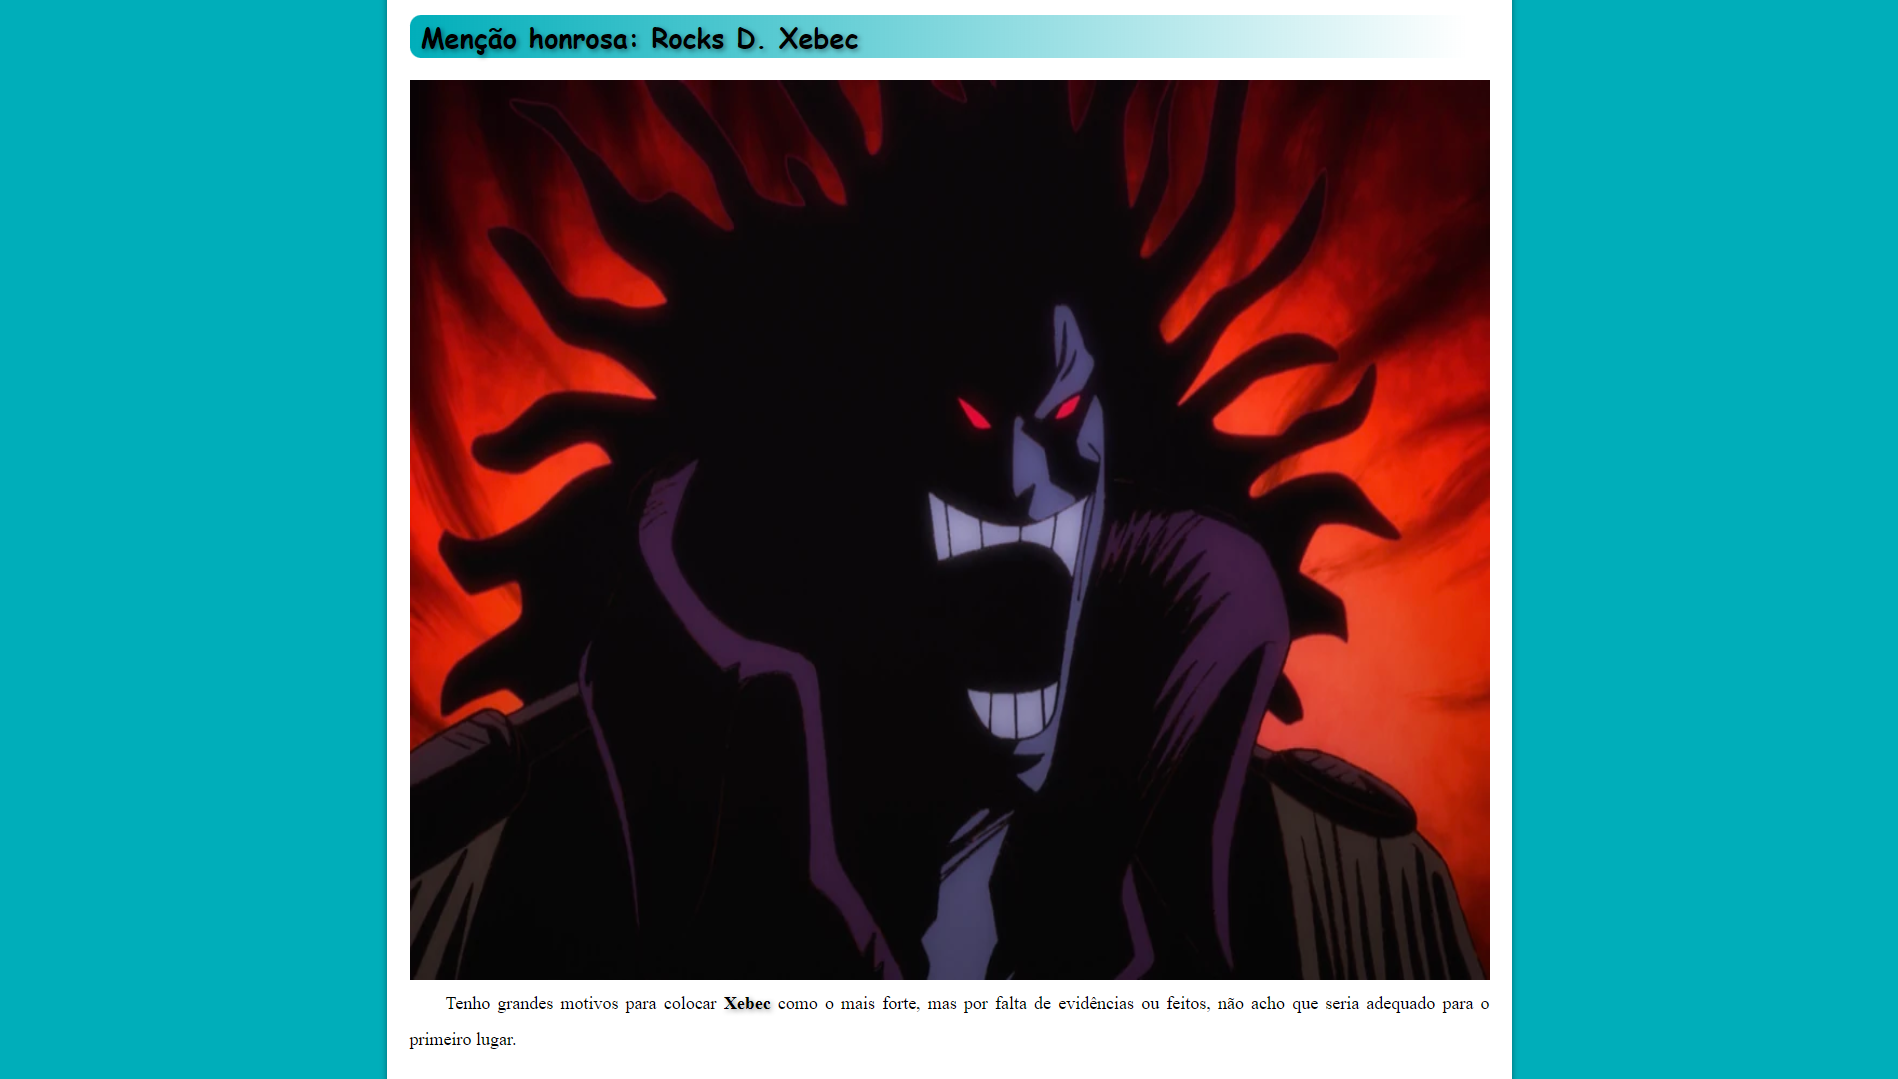 Menção honrosa: Rocks D. Xebec
Tenho grandes motivos para colocar Xebec como o mais forte, mas por falta de evidências ou feitos, não acho que seria adequado para o
primeiro lugar.